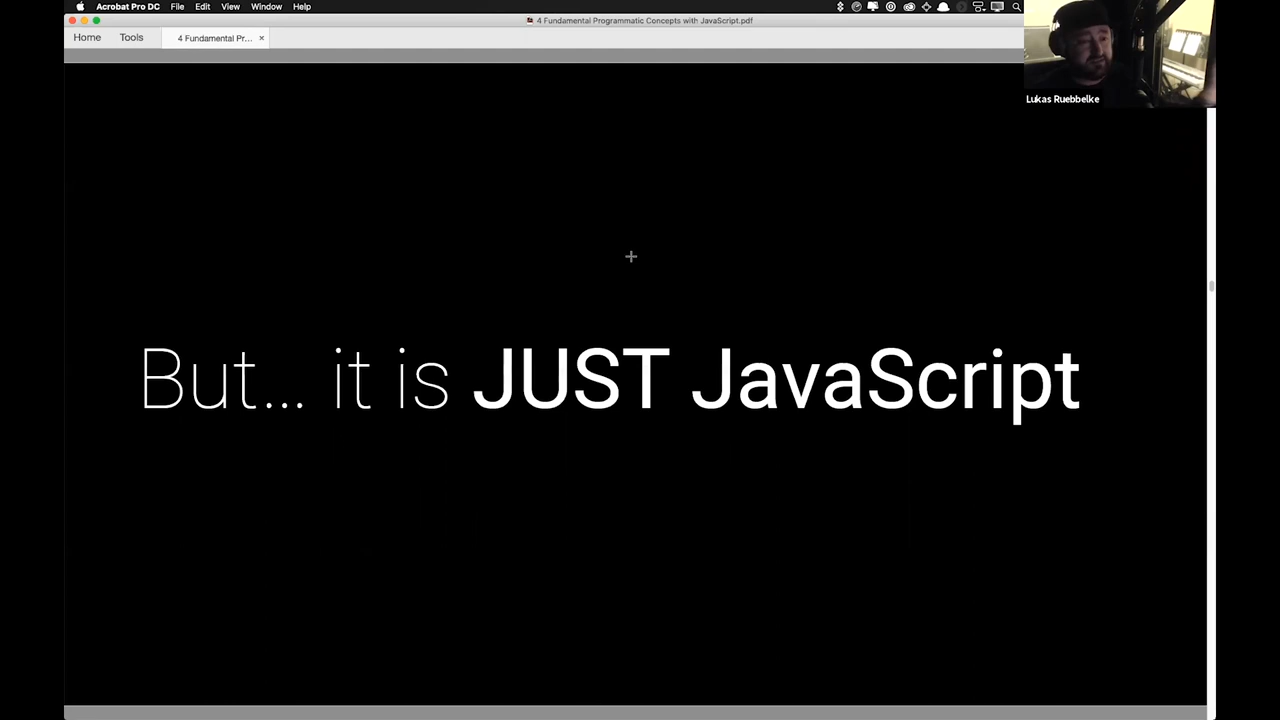 Acrobat Pro DC File Edit View Window Help
4 Fundamental Programmatic Concepts with JavaScript.pdf
Home Tools 4 Fundamental Pr... ×
Lukas Ruebbelke
But... it is JUST JavaScript